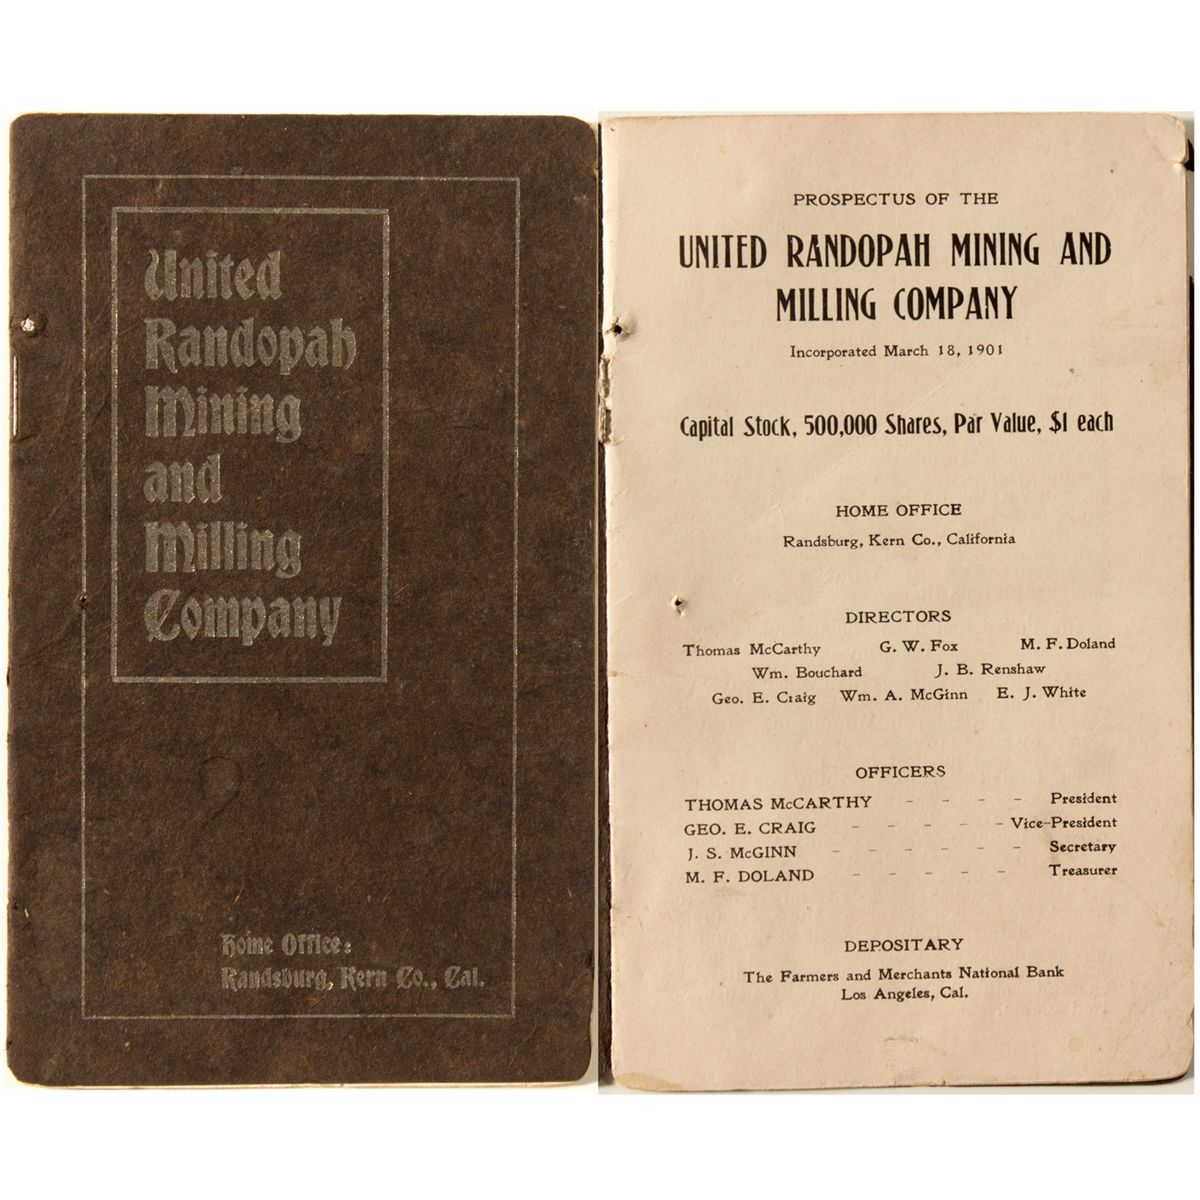 United
Randopah
Mining
and
Milling
Company
Home Office:
Randsburg, Kern Co., Cal.
PROSPECTUS OF THE
UNITED RANDOPAH MINING AND
MILLING COMPANY
Incorporated March 18, 1901
Capital Stock, 500,000 Shares, Par Value, $1 each
HOME OFFICE
Randsburg, Kern Co., California
DIRECTORS
Thomas McCarthy G. W. Fox M. F. Doland
Wm. Bouchard J. B. Renshaw
Geo. E. Craig Wm. A. McGinn E. J. White
OFFICERS
THOMAS McCARTHY - - - - President
GEO. E. CRAIG - - - - - Vice-President
J. S. McGINN - - - - - - Secretary
M. F. DOLAND - - - - - Treasurer
DEPOSITARY
The Farmers and Merchants National Bank
Los Angeles, Cal.